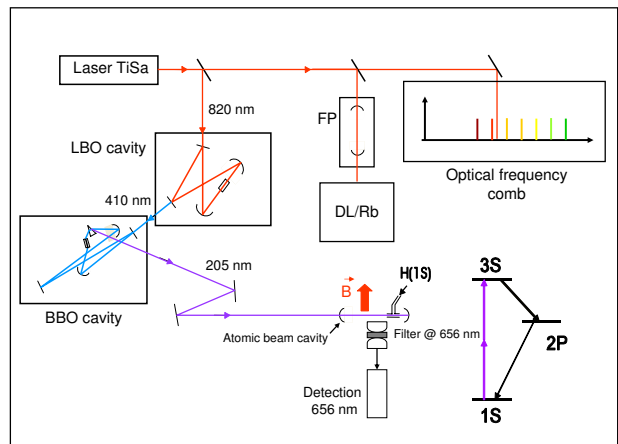 Laser TiSa
820 nm
FP
LBO cavity
Optical frequency
comb
410 nm
DL/Rb
205 nm
BBO cavity
B
H(1S)
3S
Atomic beam cavity
Filter @ 656 nm
2P
Detection
656 nm
1S